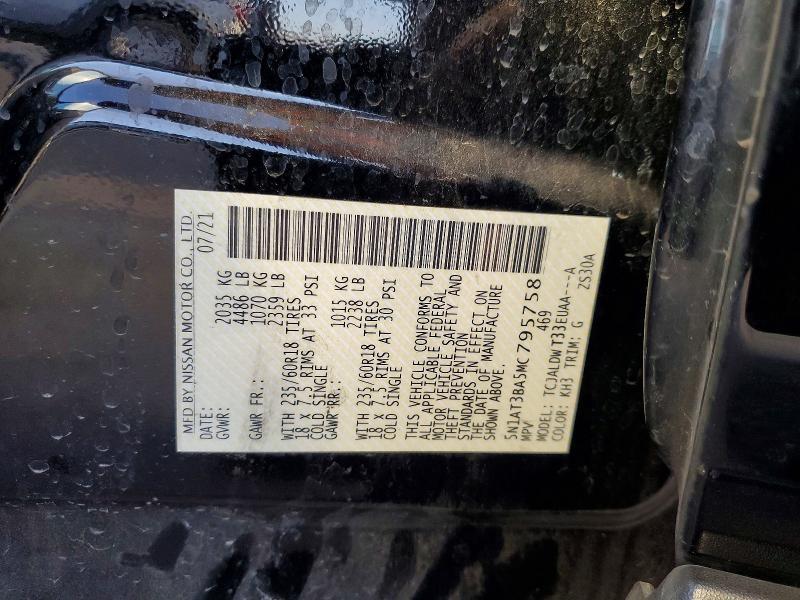 MFD BY NISSAN MOTOR CO., LTD.
DATE: 07/21
GVWR: 2035 KG
4486 LB
GAWR FR.: 1070 KG
2359 LB
WITH 235/60R18 TIRES
18 X 7.5 RIMS AT 33 PSI
COLD SINGLE
GAWR RR.: 1015 KG
2238 LB
WITH 235/60R18 TIRES
18 X 7.5 RIMS AT 30 PSI
COLD SINGLE
THIS VEHICLE CONFORMS TO
ALL APPLICABLE FEDERAL
MOTOR VEHICLE SAFETY AND
THEFT PREVENTION
STANDARDS IN EFFECT ON
THE DATE OF MANUFACTURE
SHOWN ABOVE.
5N1AT3BA5MC795758
MPV 469
MODEL: TCJALDWT33EUAA---A
COLOR: KN3 TRIM: G ZS30A